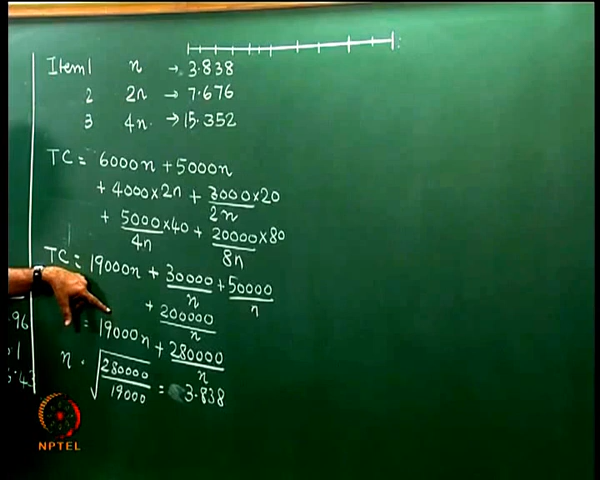 Item 1 n → 3.838
2 2n → 7.676
3 4n → 15.352
TC = 6000n + 5000n
+ 4000×2n + 3000/2n ×20
+ 5000/4n ×40 + 20000/8n ×80
TC = 19000n + 30000/n + 50000/n
+ 200000/n
= 19000n + 280000/n
n = √280000/19000 = 3.838
.96
NPTEL